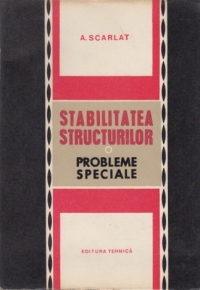 A. SCARLAT
STABILITATEA
STRUCTURILOR
PROBLEME
SPECIALE
EDITURA TEHNICĂ